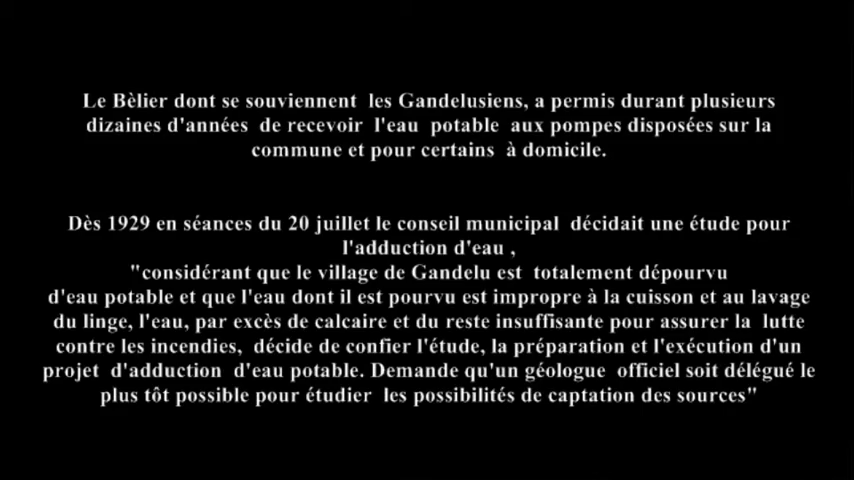 Le Bèlier dont se souviennent les Gandelusiens, a permis durant plusieurs
dizaines d'années de recevoir l'eau potable aux pompes disposées sur la
commune et pour certains à domicile.
Dès 1929 en séances du 20 juillet le conseil municipal décidait une étude pour
l'adduction d'eau ,
"considérant que le village de Gandelu est totalement dépourvu
d'eau potable et que l'eau dont il est pourvu est impropre à la cuisson et au lavage
du linge, l'eau, par excès de calcaire et du reste insuffisante pour assurer la lutte
contre les incendies, décide de confier l'étude, la préparation et l'exécution d'un
projet d'adduction d'eau potable. Demande qu'un géologue officiel soit délégué le
plus tôt possible pour étudier les possibilités de captation des sources"